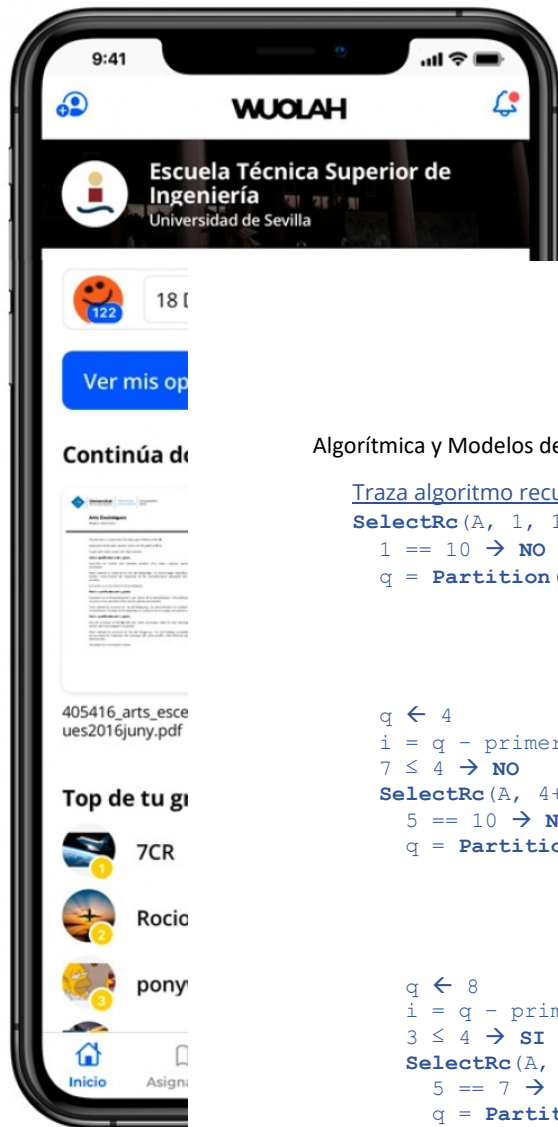 9:41
WUOLAH
Escuela Técnica Superior de
Ingeniería
Universidad de Sevilla
122
18
Ver mis op
Continúa
405416_arts_esce
ues2016juny.pdf
Top de tu
1
7CR
2
Rocio
3
pony
Inicio
Asigna
Algorítmica y Modelos
Traza algoritmo recu
SelectRc(A, 1, 1
1 == 10 → NO
q = Partition(
q ← 4
i = q – primer
7 ≤ 4 → NO
SelectRc(A, 4+
5 == 10 → N
q = Partitio
q ← 8
i = q – prim
3 ≤ 4 → SI
SelectRc(A,
5 == 7 →
q = Partit